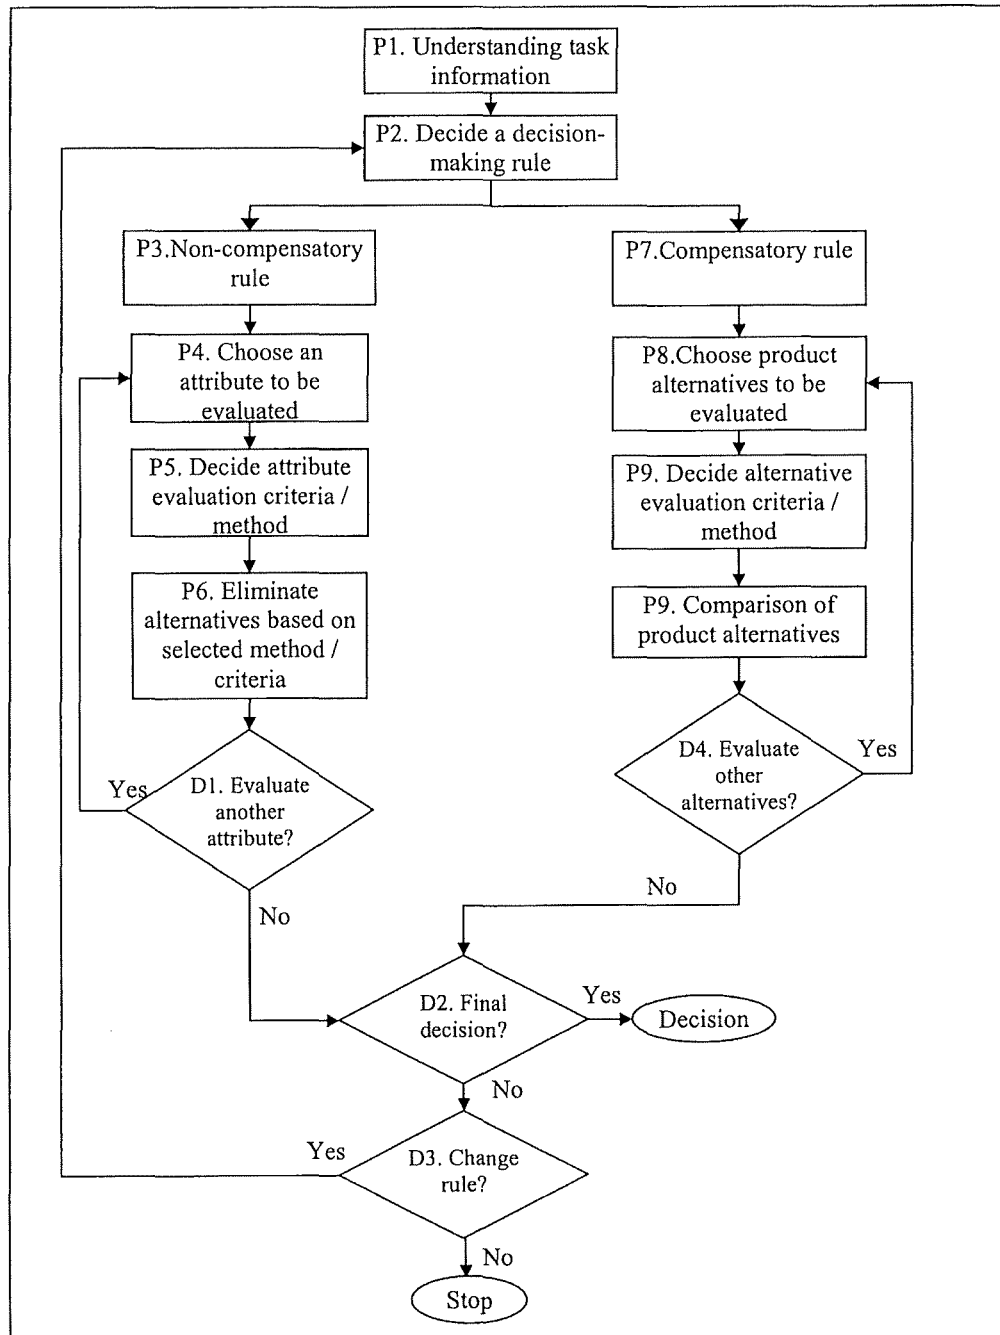 P1. Understanding task
information
P2. Decide a decision-
making rule
P3.Non-compensatory
rule
P4. Choose an
attribute to be
evaluated
P5. Decide attribute
evaluation criteria /
method
P6. Eliminate
alternatives based on
selected method /
criteria
Yes
D1. Evaluate
another
attribute?
No
P7.Compensatory rule
P8.Choose product
alternatives to be
evaluated
P9. Decide alternative
evaluation criteria /
method
P9. Comparison of
product alternatives
D4. Evaluate
other
alternatives?
Yes
No
D2. Final
decision?
Yes
Decision
No
D3. Change
rule?
Yes
No
Stop